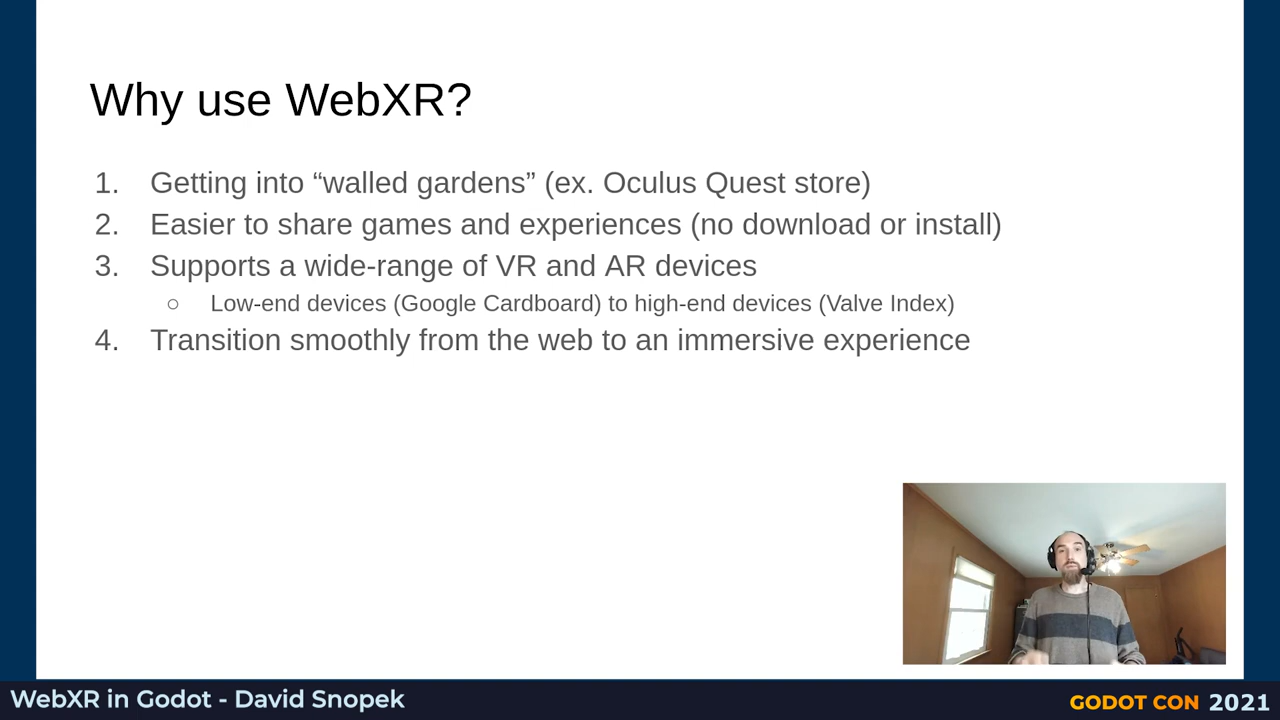 Why use WebXR?
1. Getting into “walled gardens” (ex. Oculus Quest store)
2. Easier to share games and experiences (no download or install)
3. Supports a wide-range of VR and AR devices
○ Low-end devices (Google Cardboard) to high-end devices (Valve Index)
4. Transition smoothly from the web to an immersive experience
WebXR in Godot - David Snopek
GODOT CON 2021